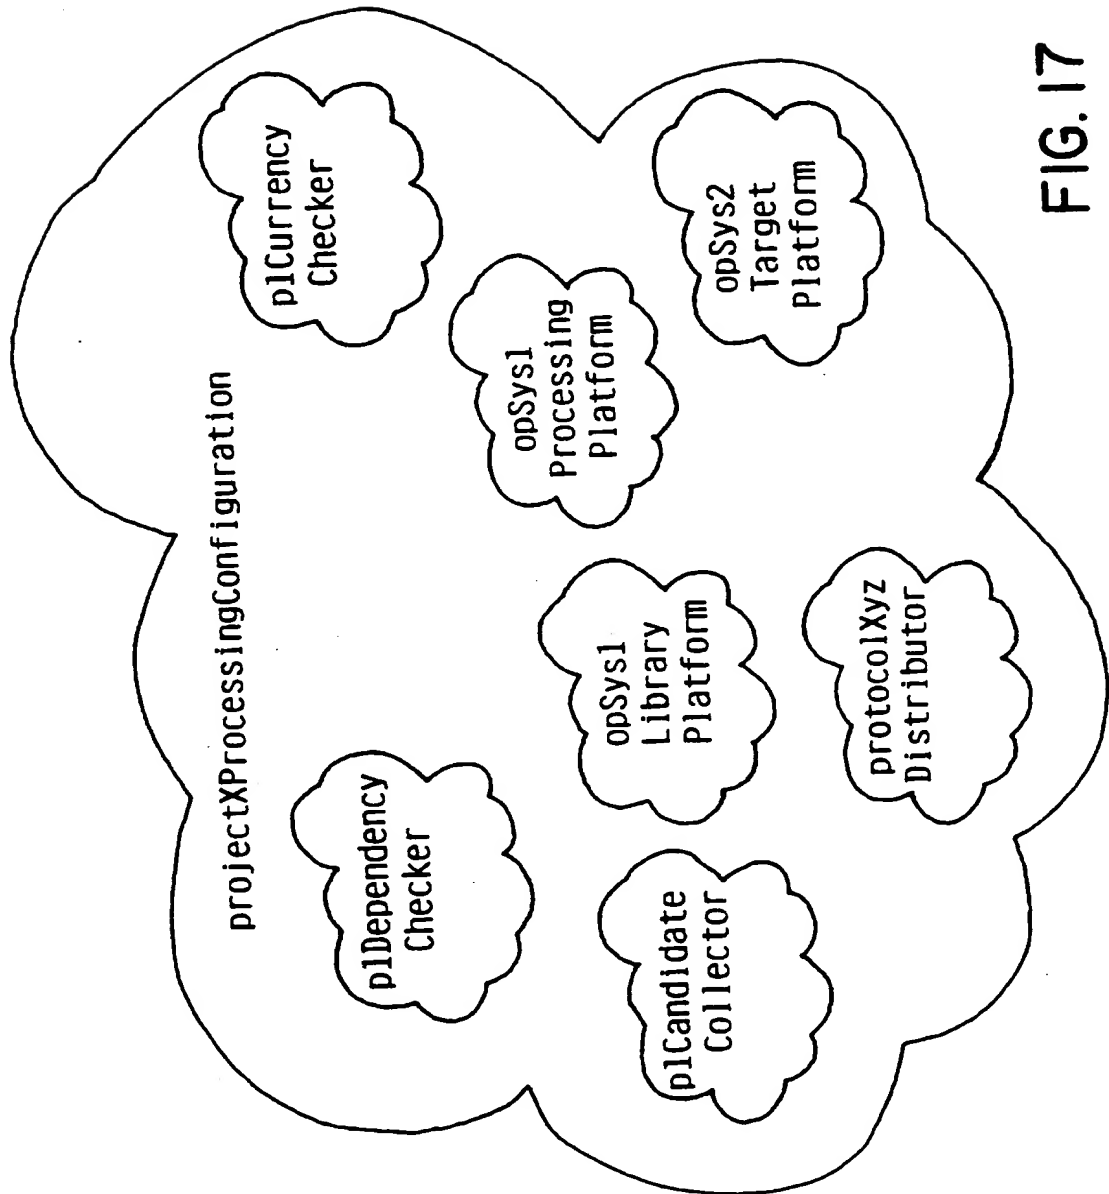 projectXProcessingConfiguration
plCurrency
Checker
plDependency
Checker
opSys1
Processing
Platform
opSys1
Library
Platform
plCandidate
Collector
opSys2
Target
Platform
protocolXyz
Distributor
FIG. 17